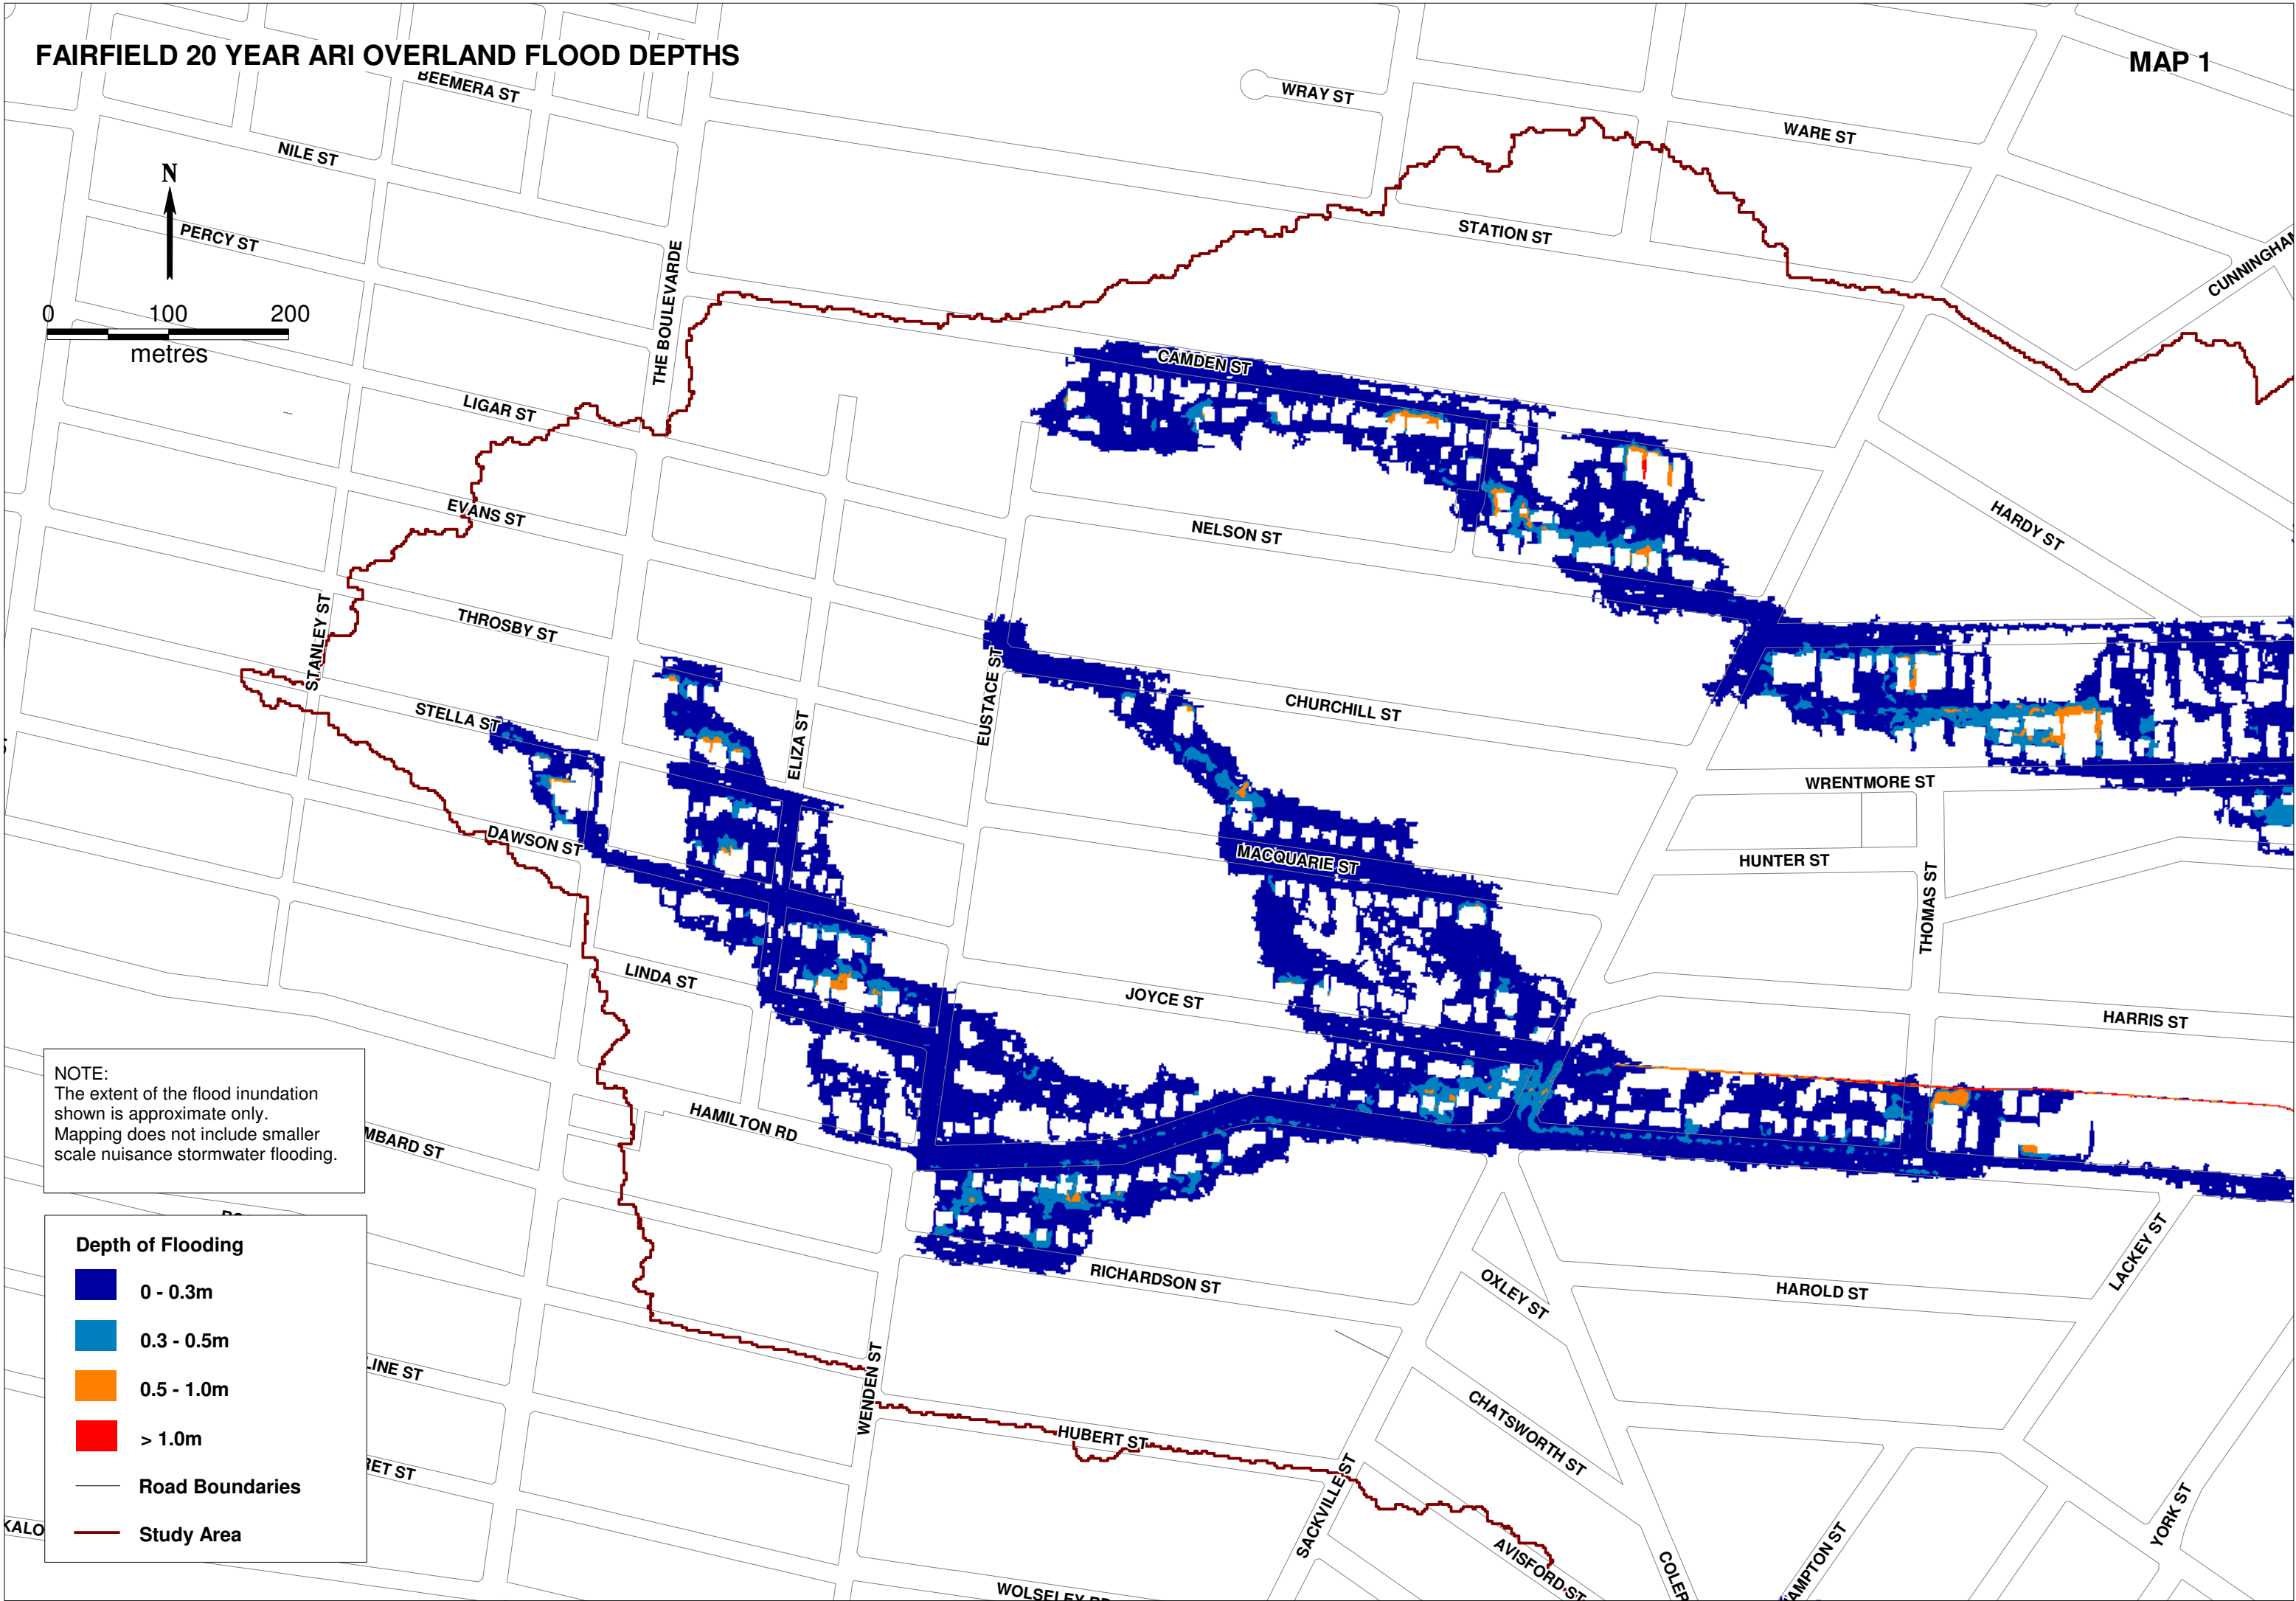 FAIRFIELD 20 YEAR ARI OVERLAND FLOOD DEPTHS
MAP 1
BEEMERA ST
WRAY ST
WARE ST
NILE ST
N
PERCY ST
STATION ST
CUNNINGHAM
THE BOULEVARDE
0 100 200
metres
CAMDEN ST
LIGAR ST
EVANS ST
NELSON ST
HARDY ST
THROSBY ST
STANLEY ST
STELLA ST
ELIZA ST
EUSTACE ST
CHURCHILL ST
WRENTMORE ST
DAWSON ST
MACQUARIE ST
HUNTER ST
THOMAS ST
LINDA ST
JOYCE ST
HARRIS ST
NOTE:
The extent of the flood inundation
shown is approximate only.
Mapping does not include smaller
scale nuisance stormwater flooding.
HAMILTON RD
MBARD ST
Depth of Flooding
0 - 0.3m
0.3 - 0.5m
0.5 - 1.0m
> 1.0m
Road Boundaries
Study Area
RICHARDSON ST
OXLEY ST
HAROLD ST
LACKEY ST
LINE ST
WENDEN ST
HUBERT ST
CHATSWORTH ST
RET ST
SACKVILLE ST
YORK ST
KALO
AVISFORD ST
COLER
AMPTON ST
WOLSELEY